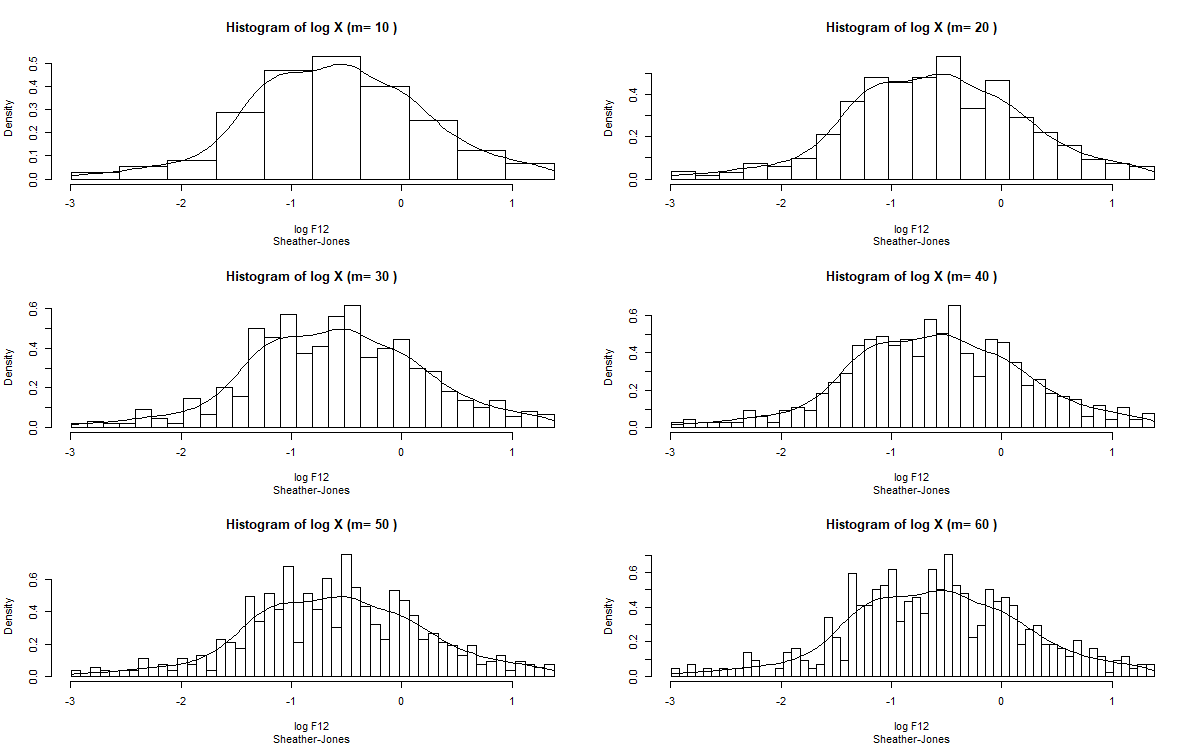 Histogram of log X (m= 10 )
Density
0.0 0.1 0.2 0.3 0.4 0.5
-3 -2 -1 0 1
log F12
Sheather-Jones
Histogram of log X (m= 20 )
Density
0.0 0.2 0.4
-3 -2 -1 0 1
log F12
Sheather-Jones
Histogram of log X (m= 30 )
Density
0.0 0.2 0.4 0.6
-3 -2 -1 0 1
log F12
Sheather-Jones
Histogram of log X (m= 40 )
Density
0.0 0.2 0.4 0.6
-3 -2 -1 0 1
log F12
Sheather-Jones
Histogram of log X (m= 50 )
Density
0.0 0.2 0.4 0.6
-3 -2 -1 0 1
log F12
Sheather-Jones
Histogram of log X (m= 60 )
Density
0.0 0.2 0.4 0.6
-3 -2 -1 0 1
log F12
Sheather-Jones